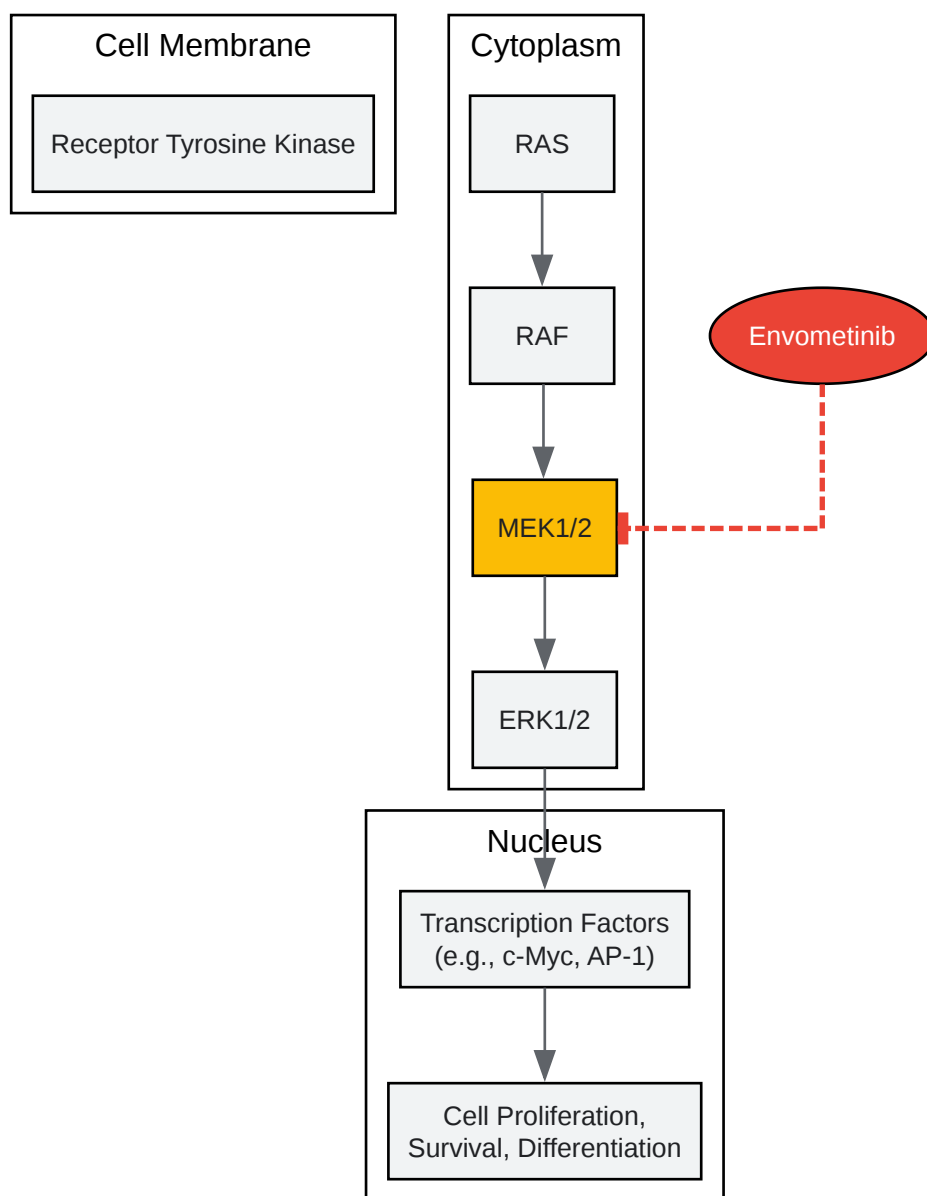 Cell Membrane
Receptor Tyrosine Kinase
Cytoplasm
RAS
RAF
Envometinib
MEK1/2
ERK1/2
Nucleus
Transcription Factors
(e.g., c-Myc, AP-1)
Cell Proliferation,
Survival, Differentiation